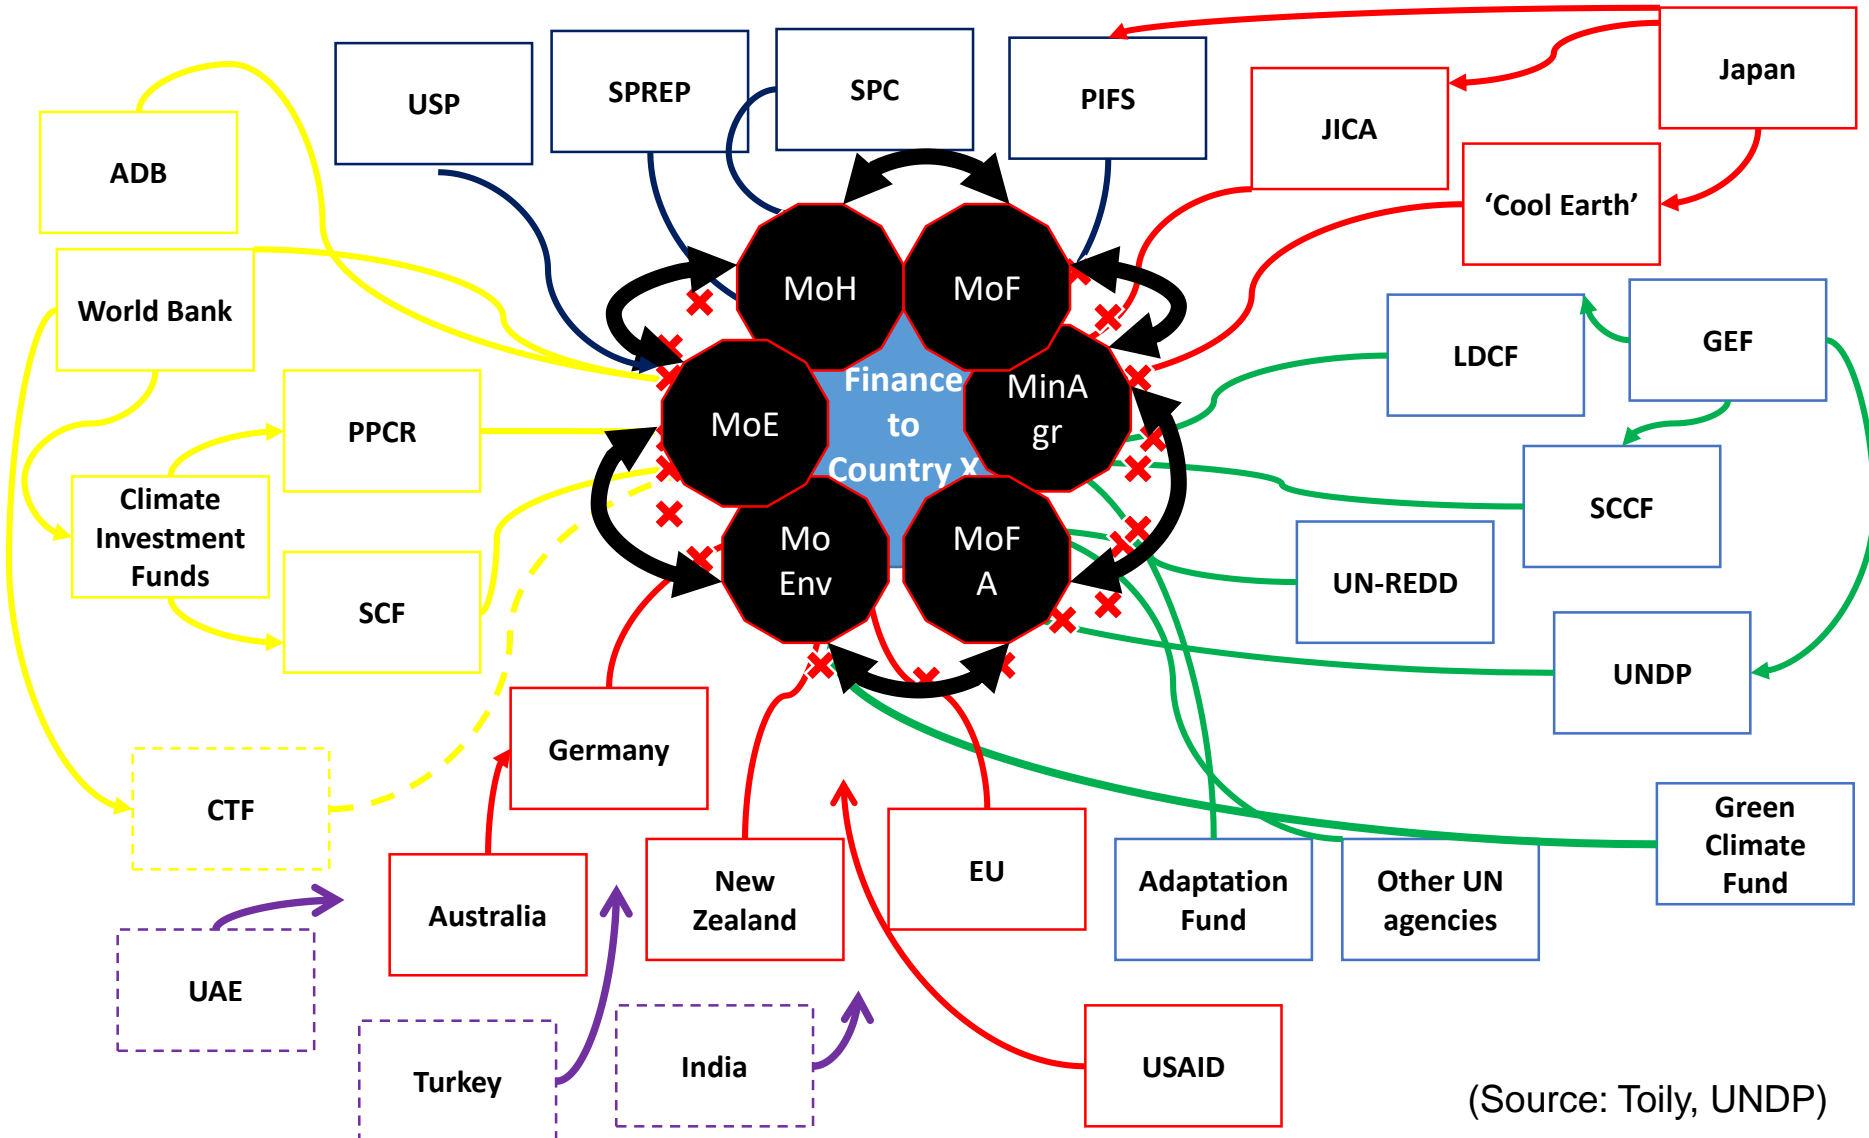 USP
SPREP
SPC
PIFS
Japan
JICA
ADB
‘Cool Earth’
World Bank
MoH
MoF
LDCF
GEF
Finance
to
Country X
MinA
gr
MoE
PPCR
Climate
Investment
Funds
SCCF
Mo
Env
MoF
A
UN-REDD
SCF
UNDP
Germany
CTF
Green
Climate
Fund
Australia
New
Zealand
EU
Adaptation
Fund
Other UN
agencies
UAE
Turkey
India
USAID
(Source: Toily, UNDP)